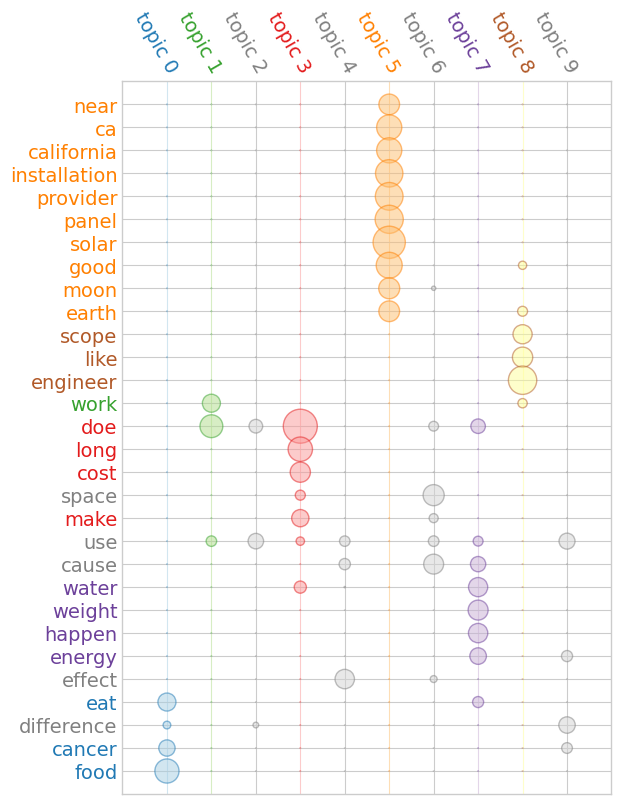 topic 0
topic 1
topic 2
topic 3
topic 4
topic 5
topic 6
topic 7
topic 8
topic 9
near
ca
california
installation
provider
panel
solar
good
moon
earth
scope
like
engineer
work
doe
long
cost
space
make
use
cause
water
weight
happen
energy
effect
eat
difference
cancer
food